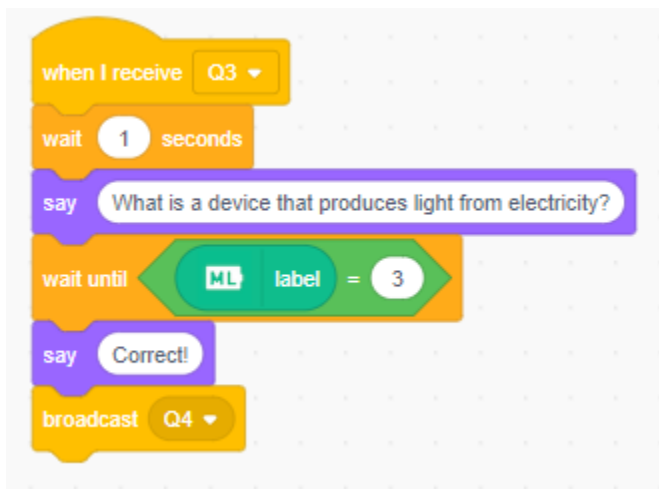 when I receive Q3
wait 1 seconds
say What is a device that produces light from electricity?
wait until ML label = 3
say Correct!
broadcast Q4